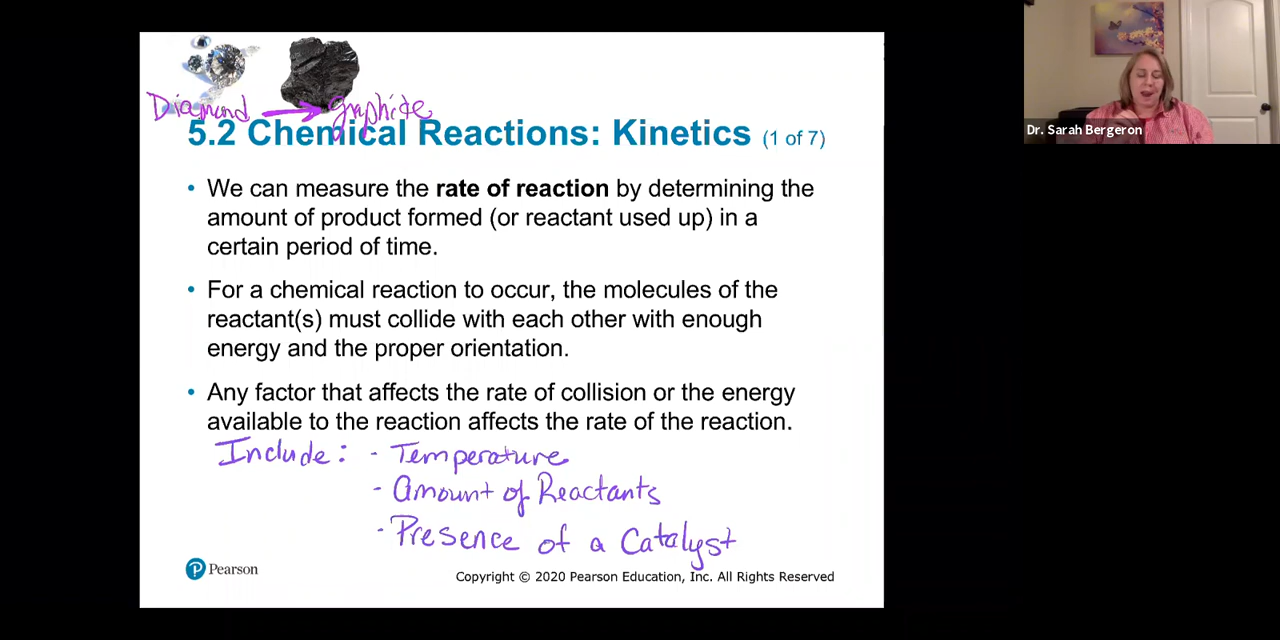 Diamond → graphite
5.2 Chemical Reactions: Kinetics (1 of 7)
• We can measure the rate of reaction by determining the
amount of product formed (or reactant used up) in a
certain period of time.
• For a chemical reaction to occur, the molecules of the
reactant(s) must collide with each other with enough
energy and the proper orientation.
• Any factor that affects the rate of collision or the energy
available to the reaction affects the rate of the reaction.
Include: - Temperature
- Amount of Reactants
- Presence of a Catalyst
Pearson
Copyright © 2020 Pearson Education, Inc. All Rights Reserved
Dr. Sarah Bergeron